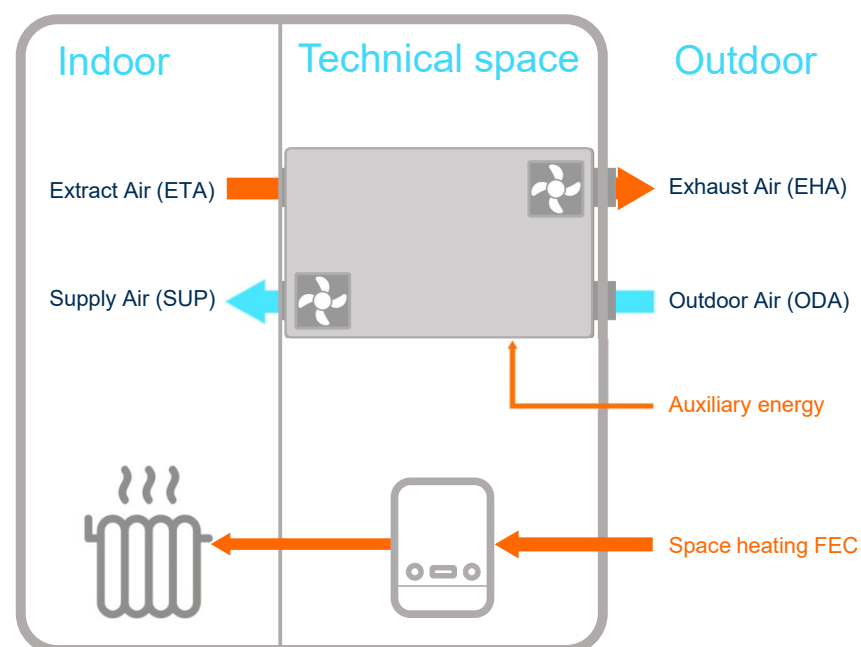 Indoor
Technical space
Outdoor
Extract Air (ETA)
Exhaust Air (EHA)
Supply Air (SUP)
Outdoor Air (ODA)
Auxiliary energy
Space heating FEC